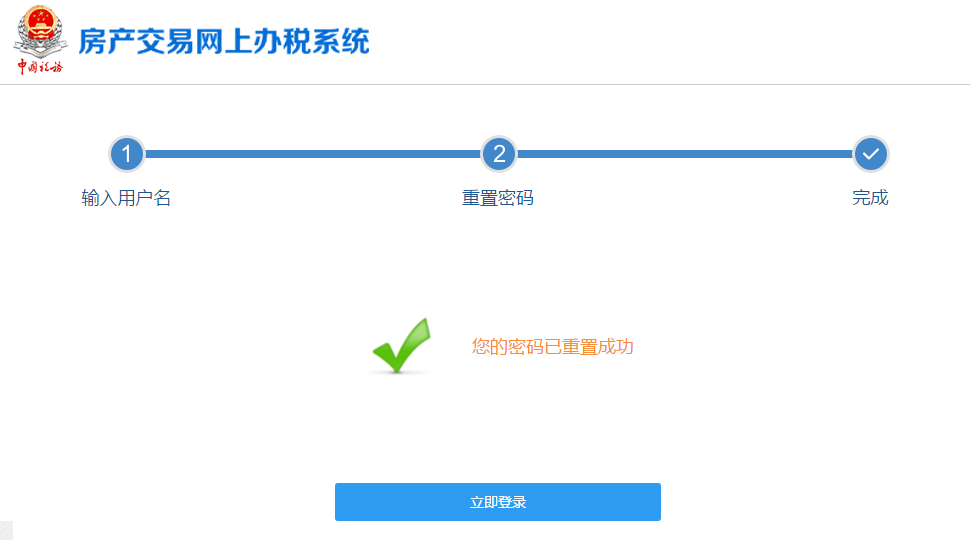 房产交易网上办税系统
中国税务
1
2
输入用户名
重置密码
完成
您的密码已重置成功
立即登录